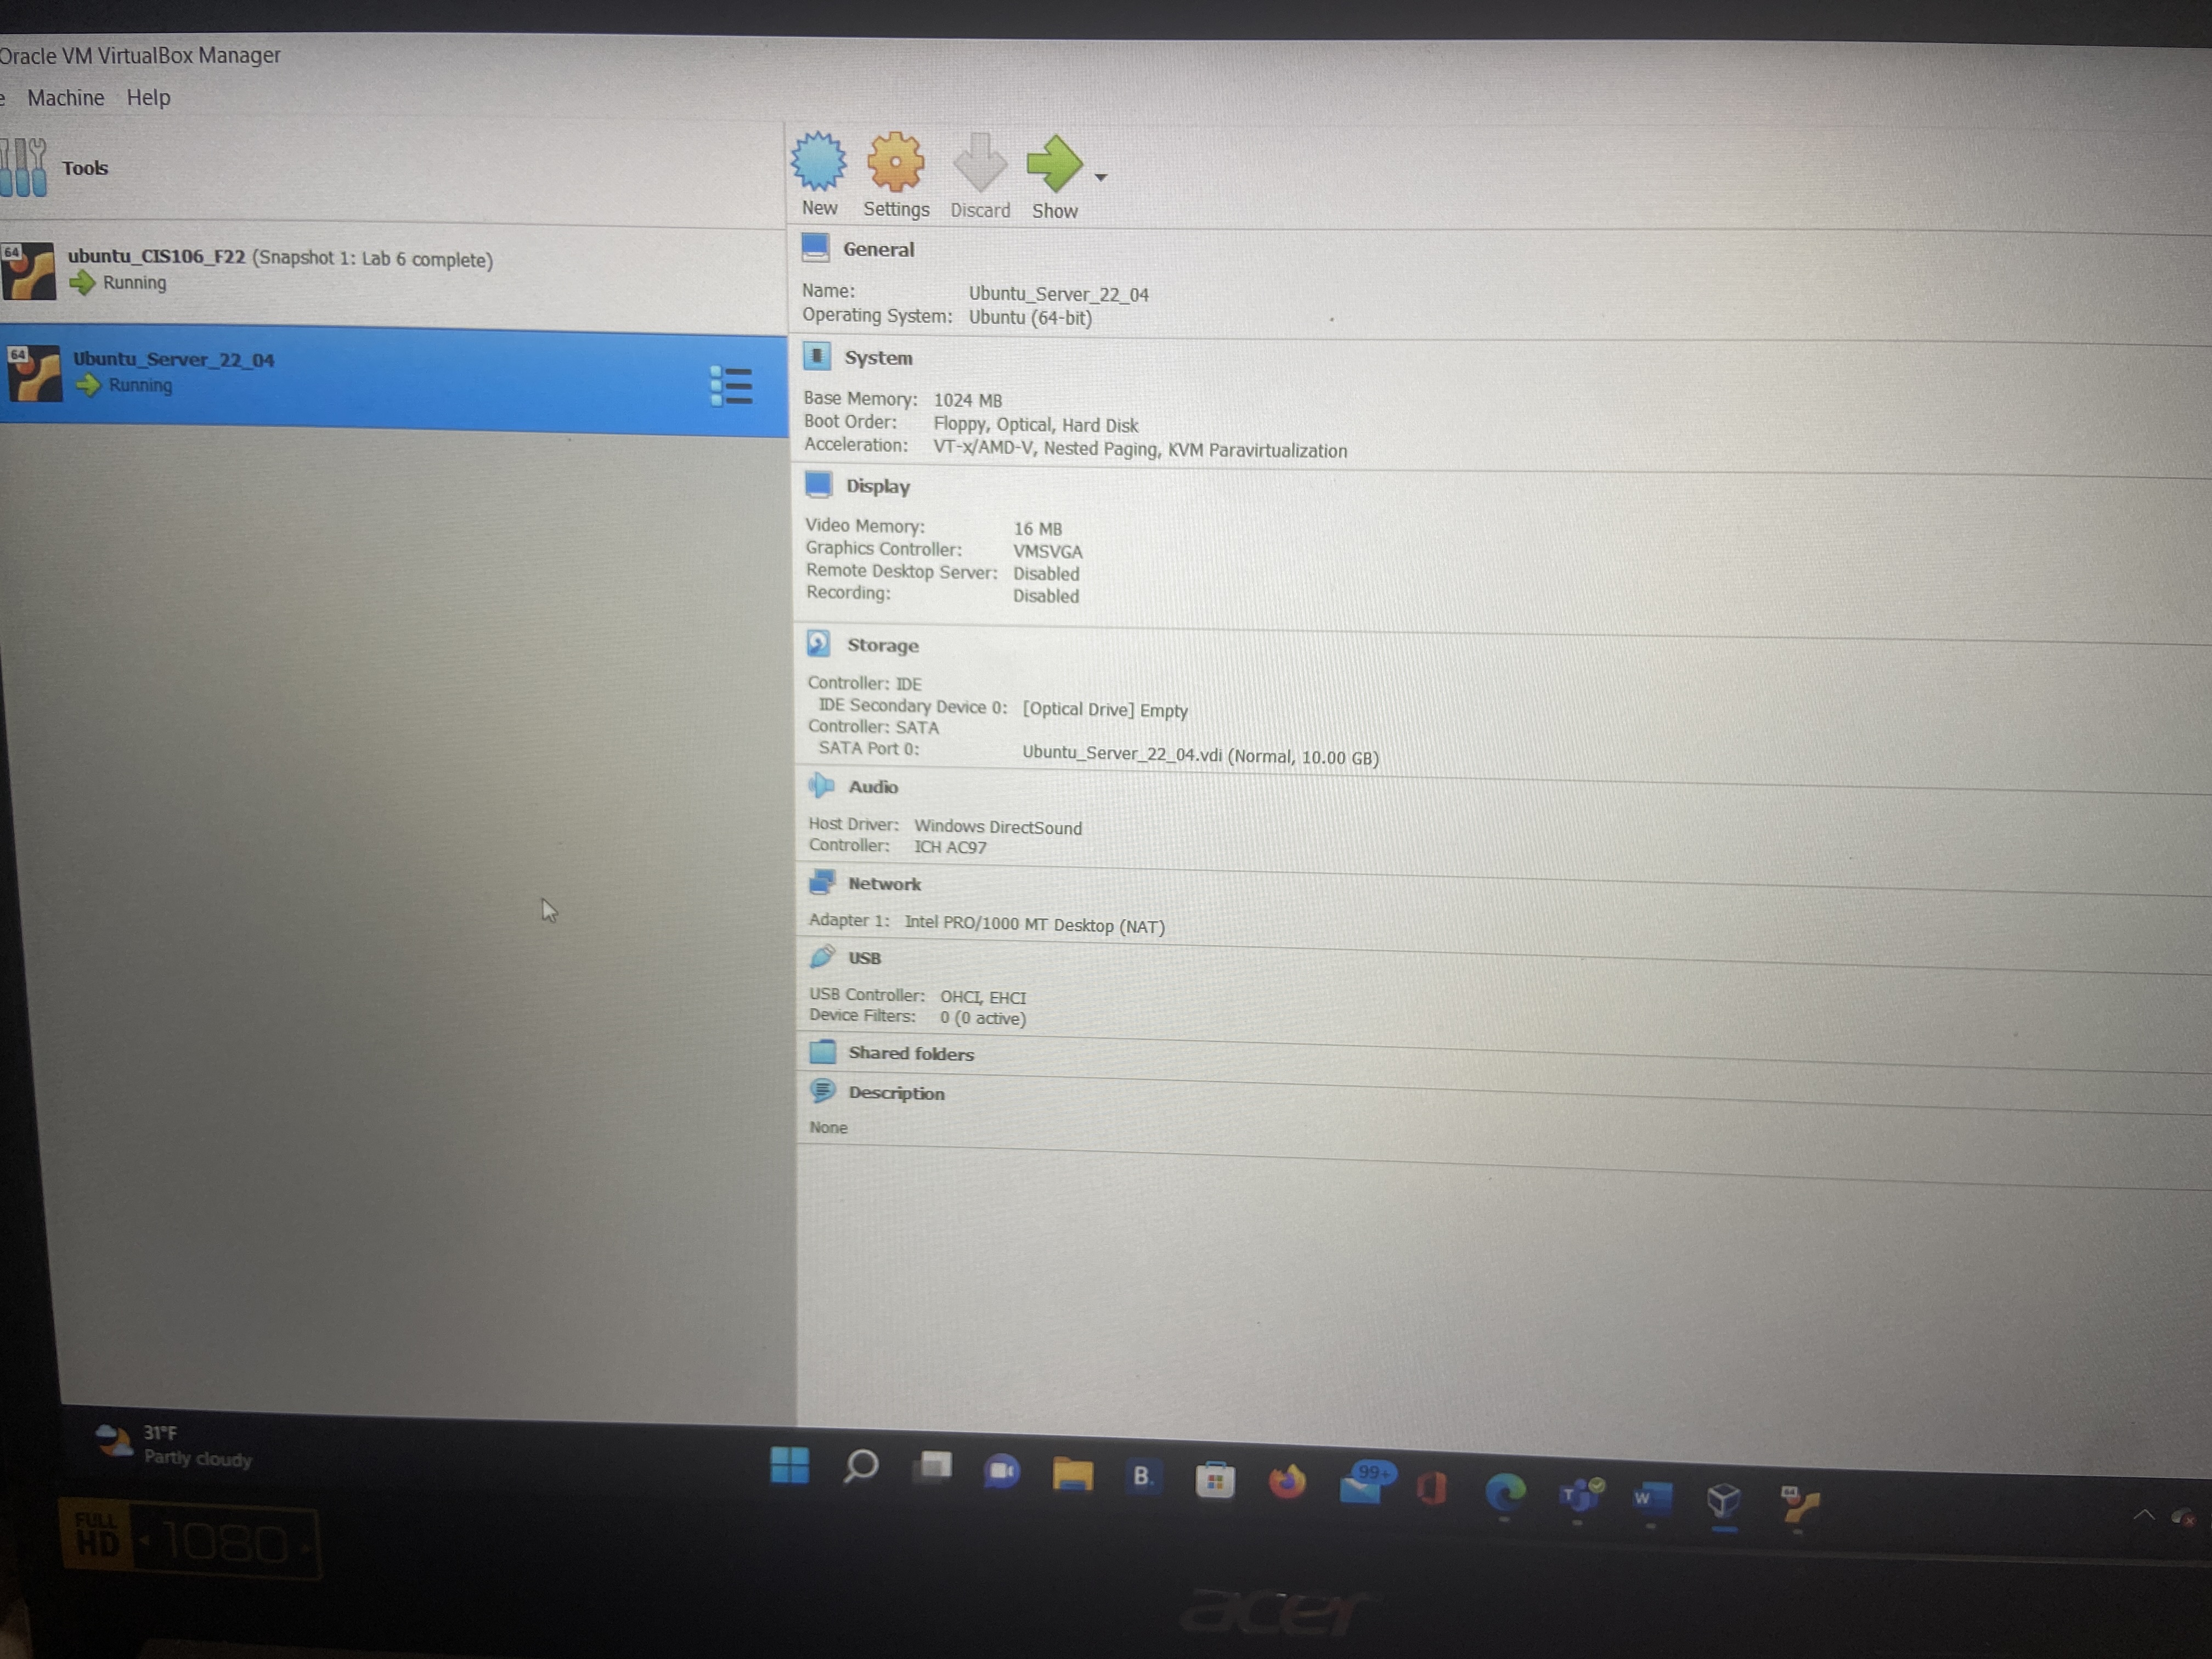 Oracle VM VirtualBox Manager
Machine Help
Tools
New Settings Discard Show
64
ubuntu_CIS106_F22 (Snapshot 1: Lab 6 complete)
Running
64
Ubuntu_Server_22_04
Running
General
Name: Ubuntu_Server_22_04
Operating System: Ubuntu (64-bit)
System
Base Memory: 1024 MB
Boot Order: Floppy, Optical, Hard Disk
Acceleration: VT-x/AMD-V, Nested Paging, KVM Paravirtualization
Display
Video Memory: 16 MB
Graphics Controller: VMSVGA
Remote Desktop Server: Disabled
Recording: Disabled
Storage
Controller: IDE
IDE Secondary Device 0: [Optical Drive] Empty
Controller: SATA
SATA Port 0: Ubuntu_Server_22_04.vdi (Normal, 10.00 GB)
Audio
Host Driver: Windows DirectSound
Controller: ICH AC97
Network
Adapter 1: Intel PRO/1000 MT Desktop (NAT)
USB
USB Controller: OHCI, EHCI
Device Filters: 0 (0 active)
Shared folders
Description
None
31°F
Partly cloudy
B.
99+
T
W
64
FULL
HD
1080
acer